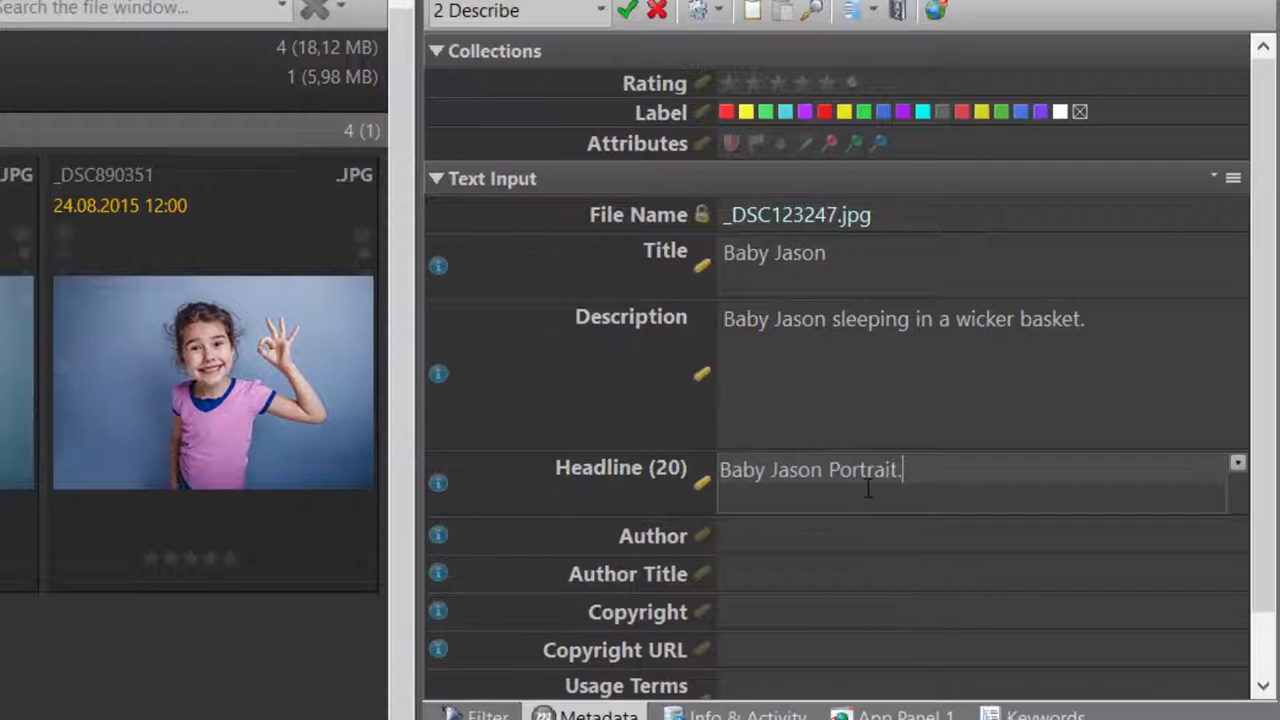 Search the file window...
2 Describe
4 (18,12 MB)
1 (5,98 MB)
4 (1)
.JPG
_DSC890351
.JPG
24.08.2015 12:00
Collections
Rating
Label
Attributes
Text Input
File Name
_DSC123247.jpg
Title
Baby Jason
Description
Baby Jason sleeping in a wicker basket.
Headline (20)
Baby Jason Portrait.
Author
Author Title
Copyright
Copyright URL
Usage Terms
Filter
Metadata
Info & Activity
App Panel 1
Keywords